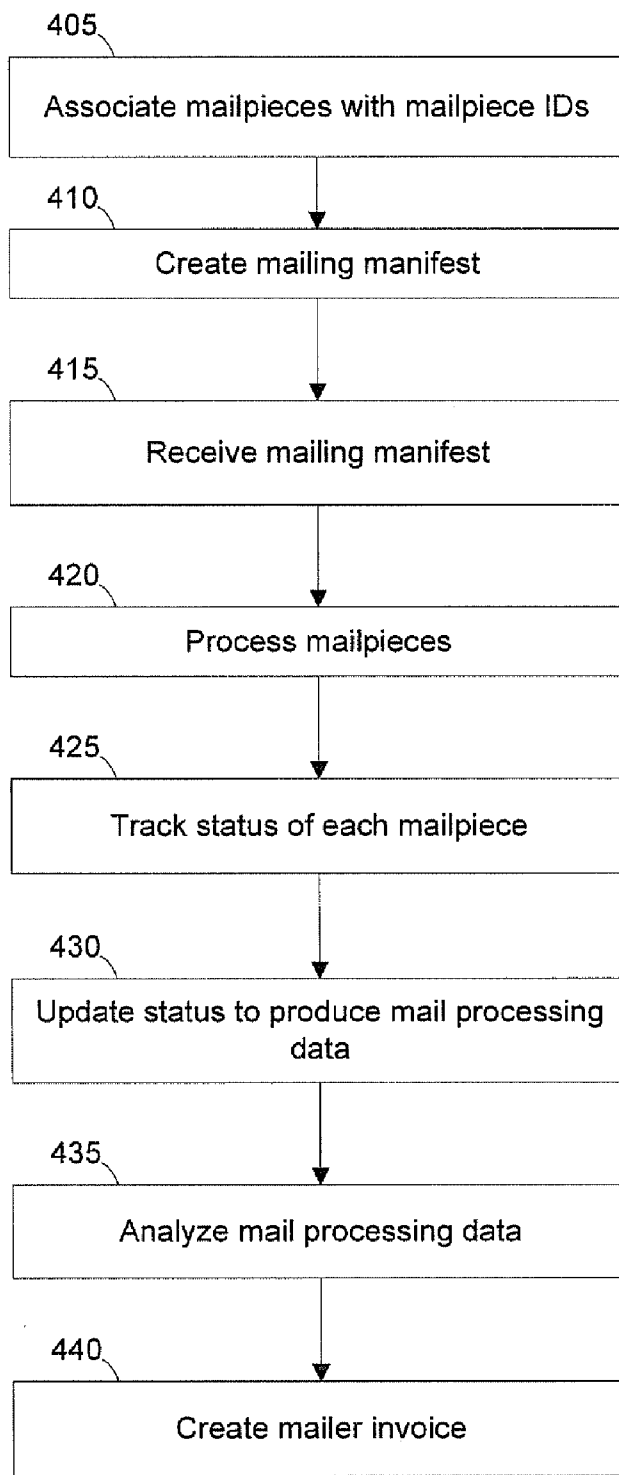 405
Associate mailpieces with mailpiece IDs
410
Create mailing manifest
415
Receive mailing manifest
420
Process mailpieces
425
Track status of each mailpiece
430
Update status to produce mail processing
data
435
Analyze mail processing data
440
Create mailer invoice